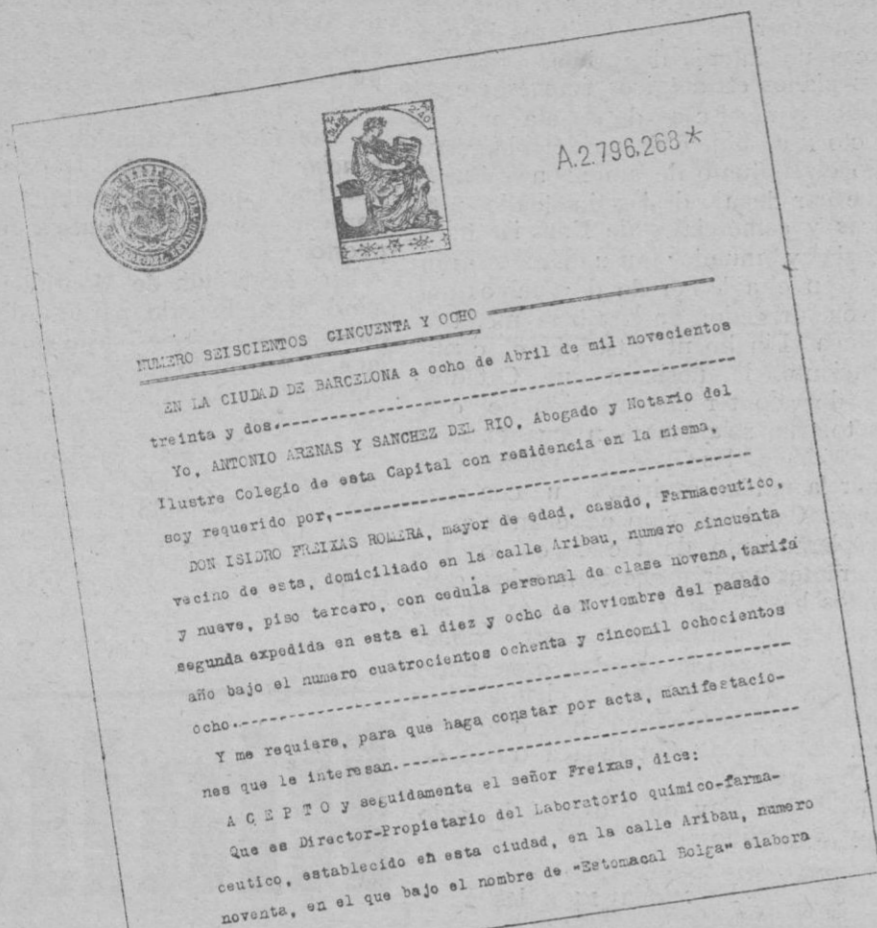 A.2.796.268*
NUMERO SEISCIENTOS CINCUENTA Y OCHO
EN LA CIUDAD DE BARCELONA a ocho de Abril de mil novecientos
treinta y dos.
Yo, ANTONIO ARENAS Y SANCHEZ DEL RIO, Abogado y Notario del
Ilustre Colegio de esta Capital con residencia en la misma,
soy requerido por,
DON ISIDRO FREIXAS ROMERA, mayor de edad, casado, Farmaceutico,
vecino de esta, domiciliado en la calle Aribau, numero cincuenta
y nueve, piso tercero, con cedula personal de clase novena, tarifa
segunda expedida en esta el diez y ocho de Noviembre del pasado
año bajo el numero cuatrocientos ochenta y cincomil ochocientos
ocho.
Y me requiere, para que haga constar por acta, manifestacio-
nes que le interesan.
A C E P T O y seguidamente el señor Freixas, dice:
Que es Director-Propietario del Laboratorio químico-farma-
ceutico, establecido en esta ciudad, en la calle Aribau, numero
noventa, en el que bajo el nombre de "Estomacal Bolga" elabora